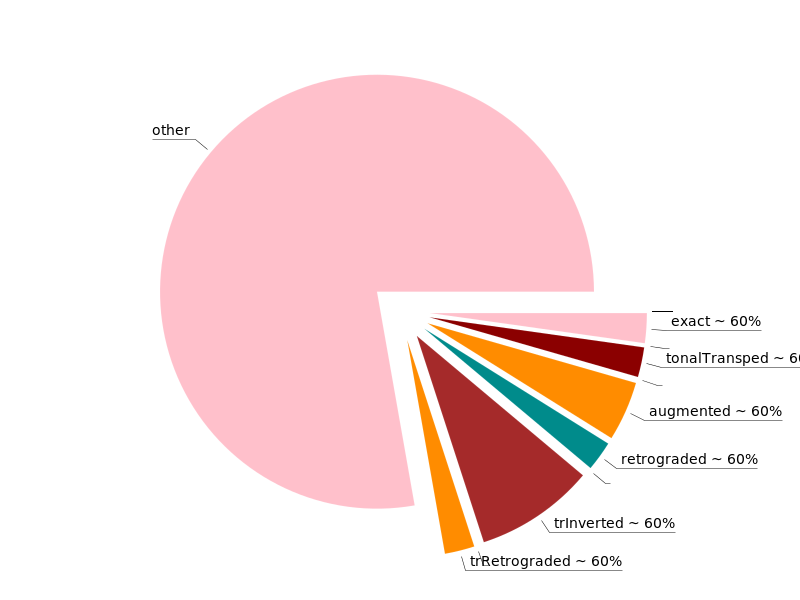 other
exact ~ 60%
tonalTransped ~ 60
augmented ~ 60%
retrograded ~ 60%
trInverted ~ 60%
trRetrograded ~ 60%